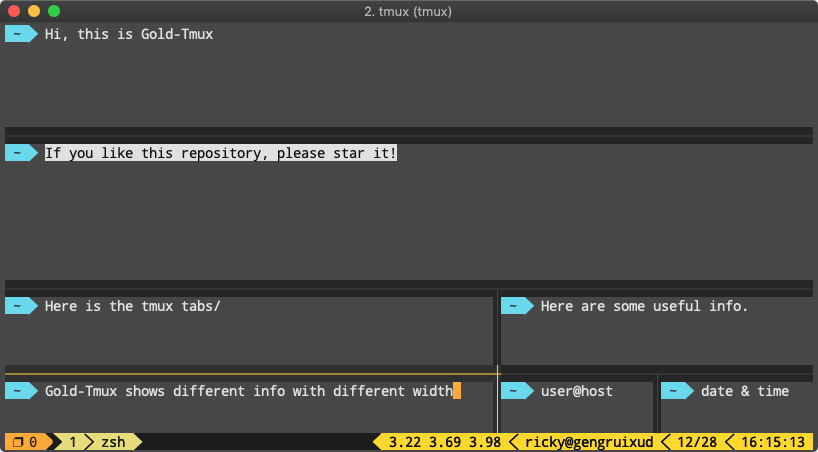 2. tmux (tmux)
~ Hi, this is Gold-Tmux
~ If you like this repository, please star it!
~ Here is the tmux tabs/
~ Here are some useful info.
~ Gold-Tmux shows different info with different width
~ user@host
~ date & time
0 1 zsh 3.22 3.69 3.98 ricky@gengruixud 12/28 16:15:13